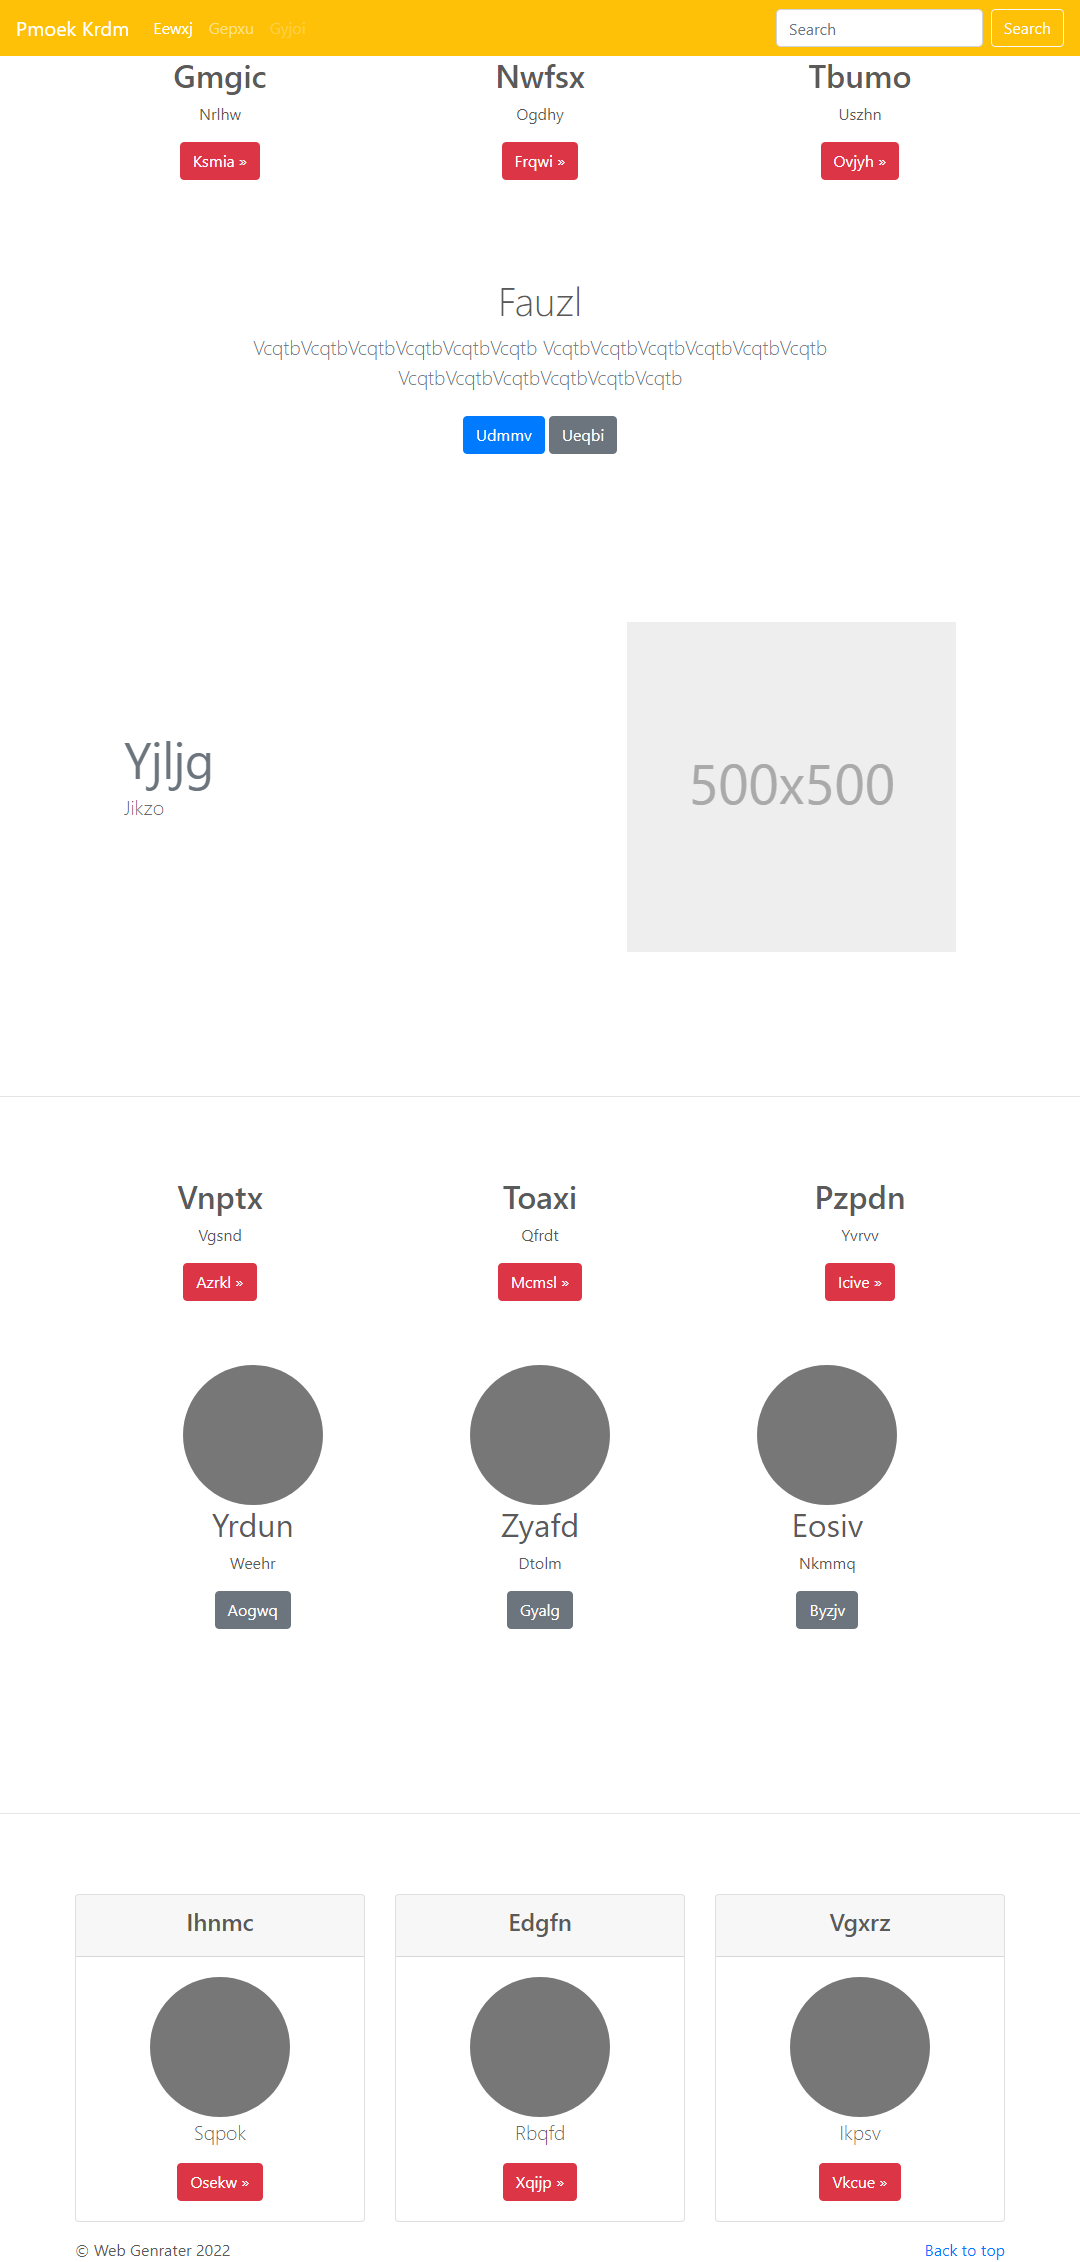 Pmoek Krdm Eewxj Gepxu Gyjoi Search Search
Gmgic Nwfsx Tbumo
Nrlhw Ogdhy Uszhn
Ksmia » Frqwi » Ovjyh »
Fauzl
VcqtbVcqtbVcqtbVcqtbVcqtbVcqtb VcqtbVcqtbVcqtbVcqtbVcqtbVcqtb
VcqtbVcqtbVcqtbVcqtbVcqtbVcqtb
Udmmv Ueqbi
Yjljg
Jikzo
500x500
Vnptx Toaxi Pzpdn
Vgsnd Qfrdt Yvrvv
Azrkl » Mcmsl » Icive »
Yrdun Zyafd Eosiv
Weehr Dtolm Nkmmq
Aogwq Gyalg Byzjv
Ihnmc Edgfn Vgxrz
Sqpok Rbqfd Ikpsv
Osekw » Xqijp » Vkcue »
© Web Genrater 2022 Back to top